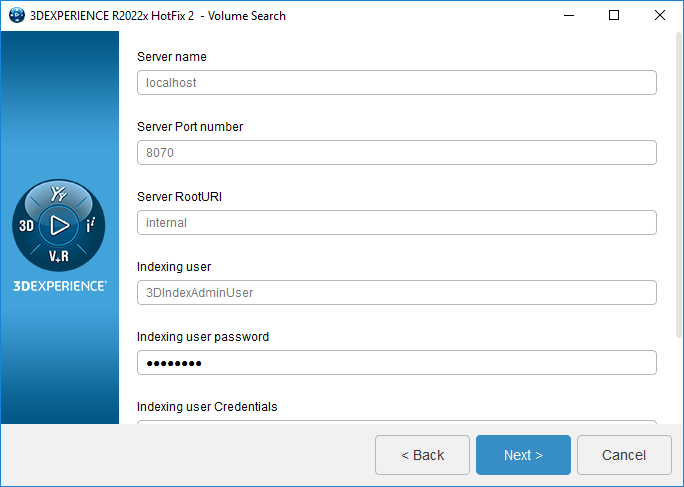 3DEXPERIENCE R2022x HotFix 2 - Volume Search
Server name
localhost
Server Port number
8070
Server RootURI
internal
3D
i²
V+R
3DEXPERIENCE
Indexing user
3DIndexAdminUser
Indexing user password
●●●●●●●●
Indexing user Credentials
< Back
Next >
Cancel